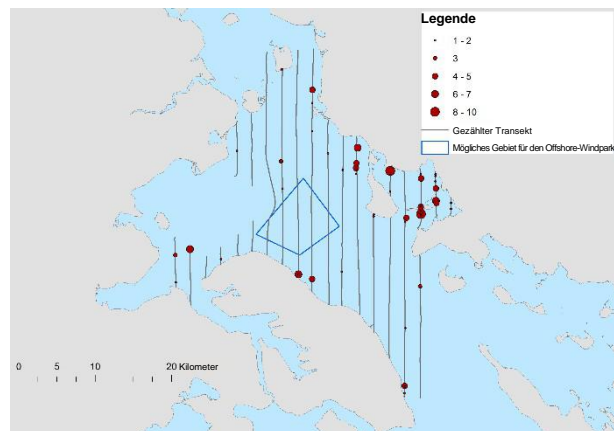 Legende
1 - 2
3
4 - 5
6 - 7
8 - 10
Gezählter Transekt
Mögliches Gebiet für den Offshore-Windpark
0 5 10 20 Kilometer